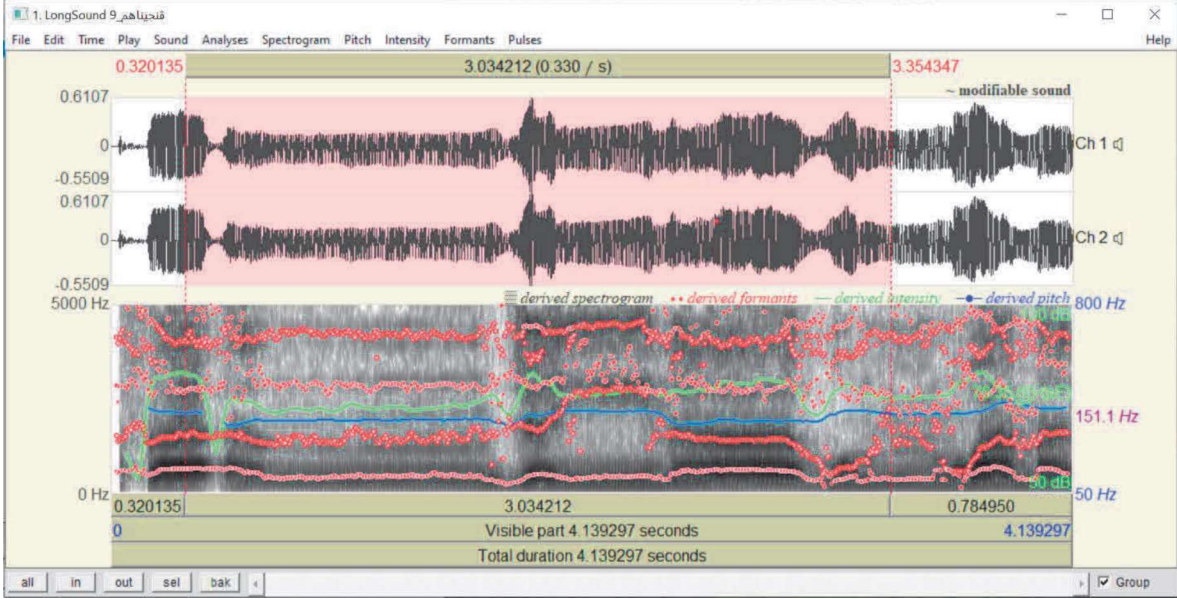 1. LongSound 9_قنجيناهم
File Edit Time Play Sound Analyses Spectrogram Pitch Intensity Formants Pulses Help
0.320135 3.034212 (0.330 / s) 3.354347
~ modifiable sound
0.6107
0
-0.5509
Ch 1
0.6107
0
-0.5509
Ch 2
derived spectrogram derived formants derived intensity derived pitch
5000 Hz 800 Hz
100 dB
151.1 Hz
50 dB
0 Hz 50 Hz
0.320135 3.034212 0.784950
0 Visible part 4.139297 seconds 4.139297
Total duration 4.139297 seconds
all in out sel bak Group